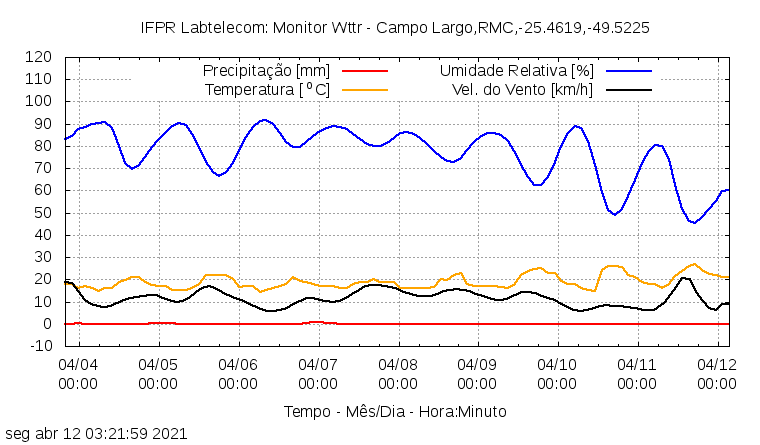 IFPR Labtelecom: Monitor Wttr - Campo Largo,RMC,-25.4619,-49.5225
Precipitação [mm]
Temperatura [ºC]
Umidade Relativa [%]
Vel. do Vento [km/h]
120
110
100
90
80
70
60
50
40
30
20
10
0
-10
04/04 04/05 04/06 04/07 04/08 04/09 04/10 04/11 04/12
00:00 00:00 00:00 00:00 00:00 00:00 00:00 00:00 00:00
Tempo - Mês/Dia - Hora:Minuto
seg abr 12 03:21:59 2021